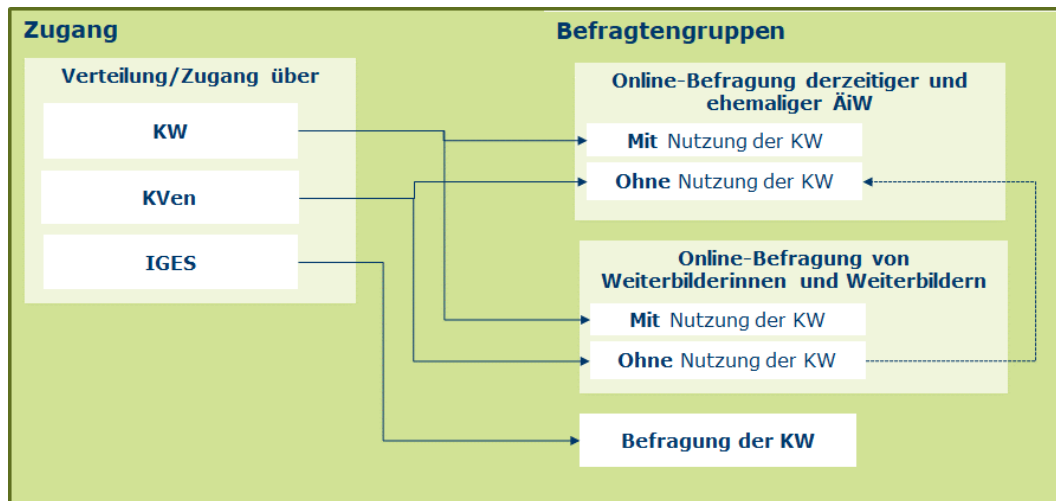 Zugang
Verteilung/Zugang über
KW
KVen
IGES
Befragtengruppen
Online-Befragung derzeitiger und
ehemaliger ÄiW
Mit Nutzung der KW
Ohne Nutzung der KW
Online-Befragung von
Weiterbilderinnen und Weiterbildern
Mit Nutzung der KW
Ohne Nutzung der KW
Befragung der KW